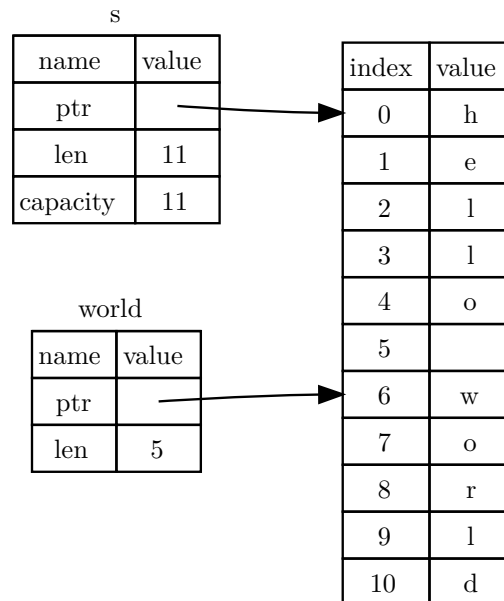 s
name value
ptr
len 11
capacity 11
world
name value
ptr
len 5
index value
0 h
1 e
2 l
3 l
4 o
5
6 w
7 o
8 r
9 l
10 d